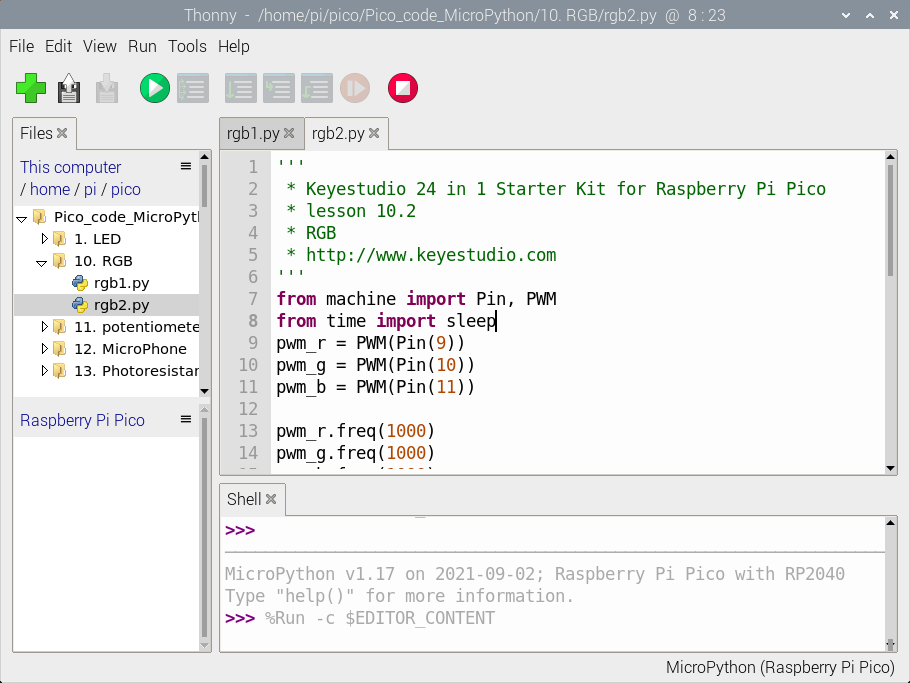 Thonny - /home/pi/pico/Pico_code_MicroPython/10. RGB/rgb2.py @ 8 : 23
File Edit View Run Tools Help
Files
This computer
/ home / pi / pico
Pico_code_MicroPyt
1. LED
10. RGB
rgb1.py
rgb2.py
11. potentiomete
12. MicroPhone
13. Photoresistar
Raspberry Pi Pico
rgb1.py rgb2.py
1 '''
2 * Keyestudio 24 in 1 Starter Kit for Raspberry Pi Pico
3 * lesson 10.2
4 * RGB
5 * http://www.keyestudio.com
6 '''
7 from machine import Pin, PWM
8 from time import sleep
9 pwm_r = PWM(Pin(9))
10 pwm_g = PWM(Pin(10))
11 pwm_b = PWM(Pin(11))
12
13 pwm_r.freq(1000)
14 pwm_g.freq(1000)
Shell
>>>
MicroPython v1.17 on 2021-09-02; Raspberry Pi Pico with RP2040
Type "help()" for more information.
>>> %Run -c $EDITOR_CONTENT
MicroPython (Raspberry Pi Pico)